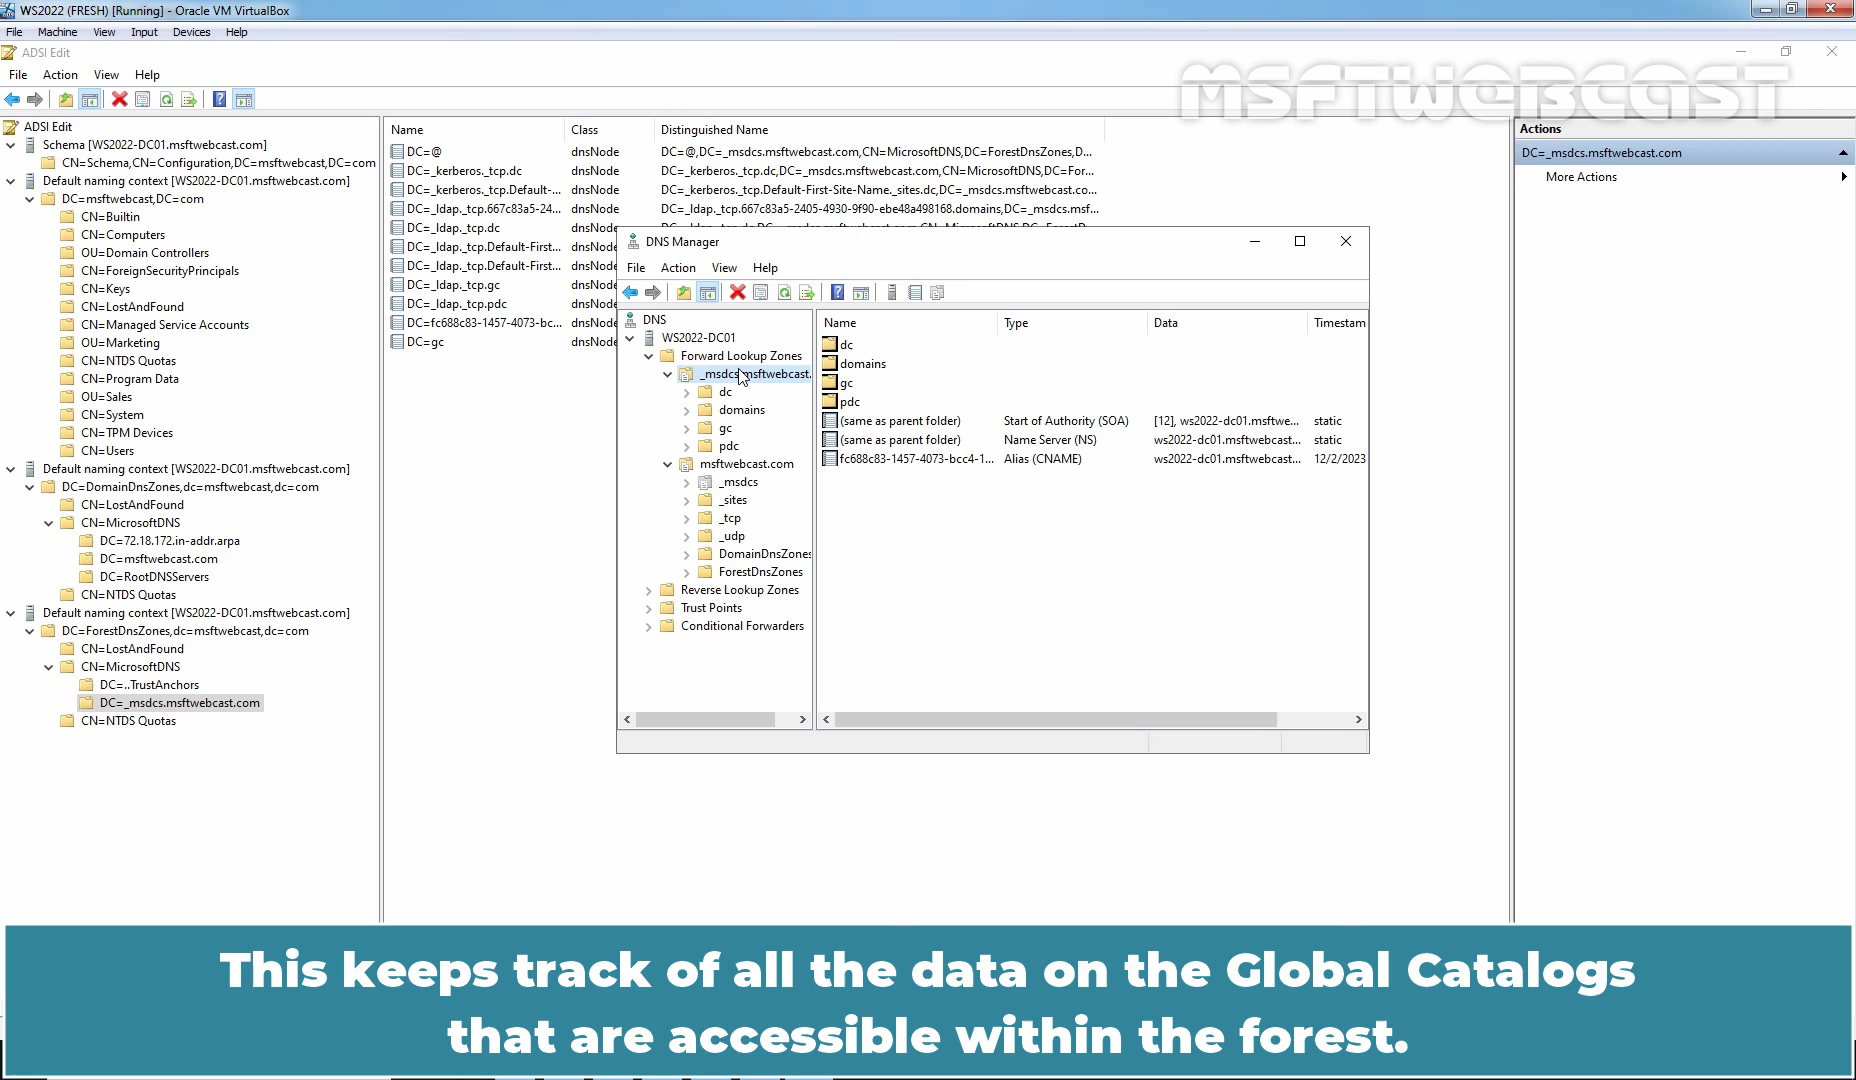 WS2022 (FRESH) [Running] - Oracle VM VirtualBox
File Machine View Input Devices Help
ADSI Edit
MSFTWEBCAST
File Action View Help
ADSI Edit
Schema [WS2022-DC01.msftwebcast.com]
CN=Schema,CN=Configuration,DC=msftwebcast,DC=com
Default naming context [WS2022-DC01.msftwebcast.com]
DC=msftwebcast,DC=com
CN=Builtin
CN=Computers
OU=Domain Controllers
CN=ForeignSecurityPrincipals
CN=Keys
CN=LostAndFound
CN=Managed Service Accounts
OU=Marketing
CN=NTDS Quotas
CN=Program Data
OU=Sales
CN=System
CN=TPM Devices
CN=Users
Default naming context [WS2022-DC01.msftwebcast.com]
DC=DomainDnsZones,dc=msftwebcast,dc=com
CN=LostAndFound
CN=MicrosoftDNS
DC=72.18.172.in-addr.arpa
DC=msftwebcast.com
DC=RootDNSServers
CN=NTDS Quotas
Default naming context [WS2022-DC01.msftwebcast.com]
DC=ForestDnsZones,dc=msftwebcast,dc=com
CN=LostAndFound
CN=MicrosoftDNS
DC=..TrustAnchors
DC=_msdcs.msftwebcast.com
CN=NTDS Quotas
Name Class Distinguished Name
DC=@ dnsNode DC=@,DC=_msdcs.msftwebcast.com,CN=MicrosoftDNS,DC=ForestDnsZones,D...
DC=_kerberos._tcp.dc dnsNode DC=_kerberos._tcp.dc,DC=_msdcs.msftwebcast.com,CN=MicrosoftDNS,DC=For...
DC=_kerberos._tcp.Default-... dnsNode DC=_kerberos._tcp.Default-First-Site-Name._sites.dc,DC=_msdcs.msftwebcast.co...
DC=_ldap._tcp.667c83a5-24... dnsNode DC=_ldap._tcp.667c83a5-2405-4930-9f90-ebe48a498168.domains,DC=_msdcs.msf...
DC=_ldap._tcp.dc dnsNode
DC=_ldap._tcp.Default-First... dnsNode
DC=_ldap._tcp.Default-First... dnsNode
DC=_ldap._tcp.gc dnsNode
DC=_ldap._tcp.pdc dnsNode
DC=fc688c83-1457-4073-bc... dnsNode
DC=gc dnsNode
DNS Manager
File Action View Help
DNS
WS2022-DC01
Forward Lookup Zones
_msdcs.msftwebcast.
dc
domains
gc
pdc
msftwebcast.com
_msdcs
_sites
_tcp
_udp
DomainDnsZones
ForestDnsZones
Reverse Lookup Zones
Trust Points
Conditional Forwarders
Name Type Data Timestam
dc
domains
gc
pdc
(same as parent folder) Start of Authority (SOA) [12], ws2022-dc01.msftwe... static
(same as parent folder) Name Server (NS) ws2022-dc01.msftwebcast... static
fc688c83-1457-4073-bcc4-1... Alias (CNAME) ws2022-dc01.msftwebcast... 12/2/2023
Actions
DC=_msdcs.msftwebcast.com
More Actions
This keeps track of all the data on the Global Catalogs
that are accessible within the forest.